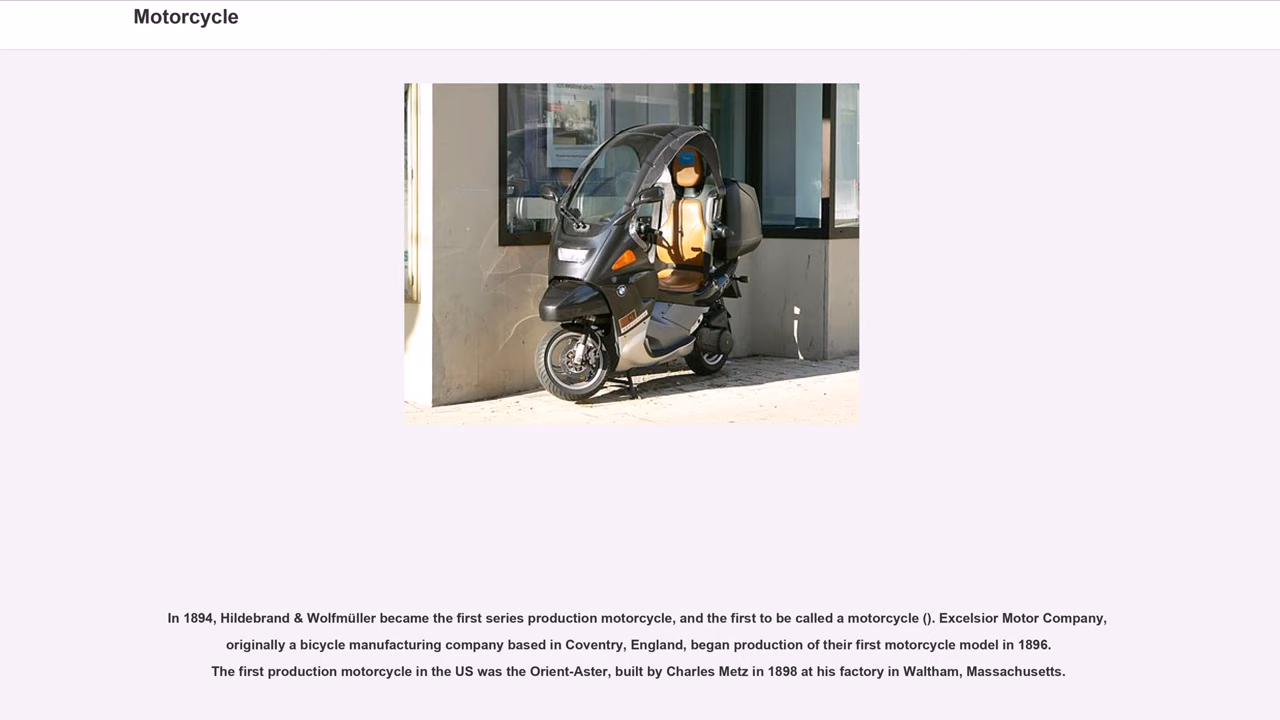 Motorcycle
In 1894, Hildebrand & Wolfmüller became the first series production motorcycle, and the first to be called a motorcycle (). Excelsior Motor Company,
originally a bicycle manufacturing company based in Coventry, England, began production of their first motorcycle model in 1896.
The first production motorcycle in the US was the Orient-Aster, built by Charles Metz in 1898 at his factory in Waltham, Massachusetts.